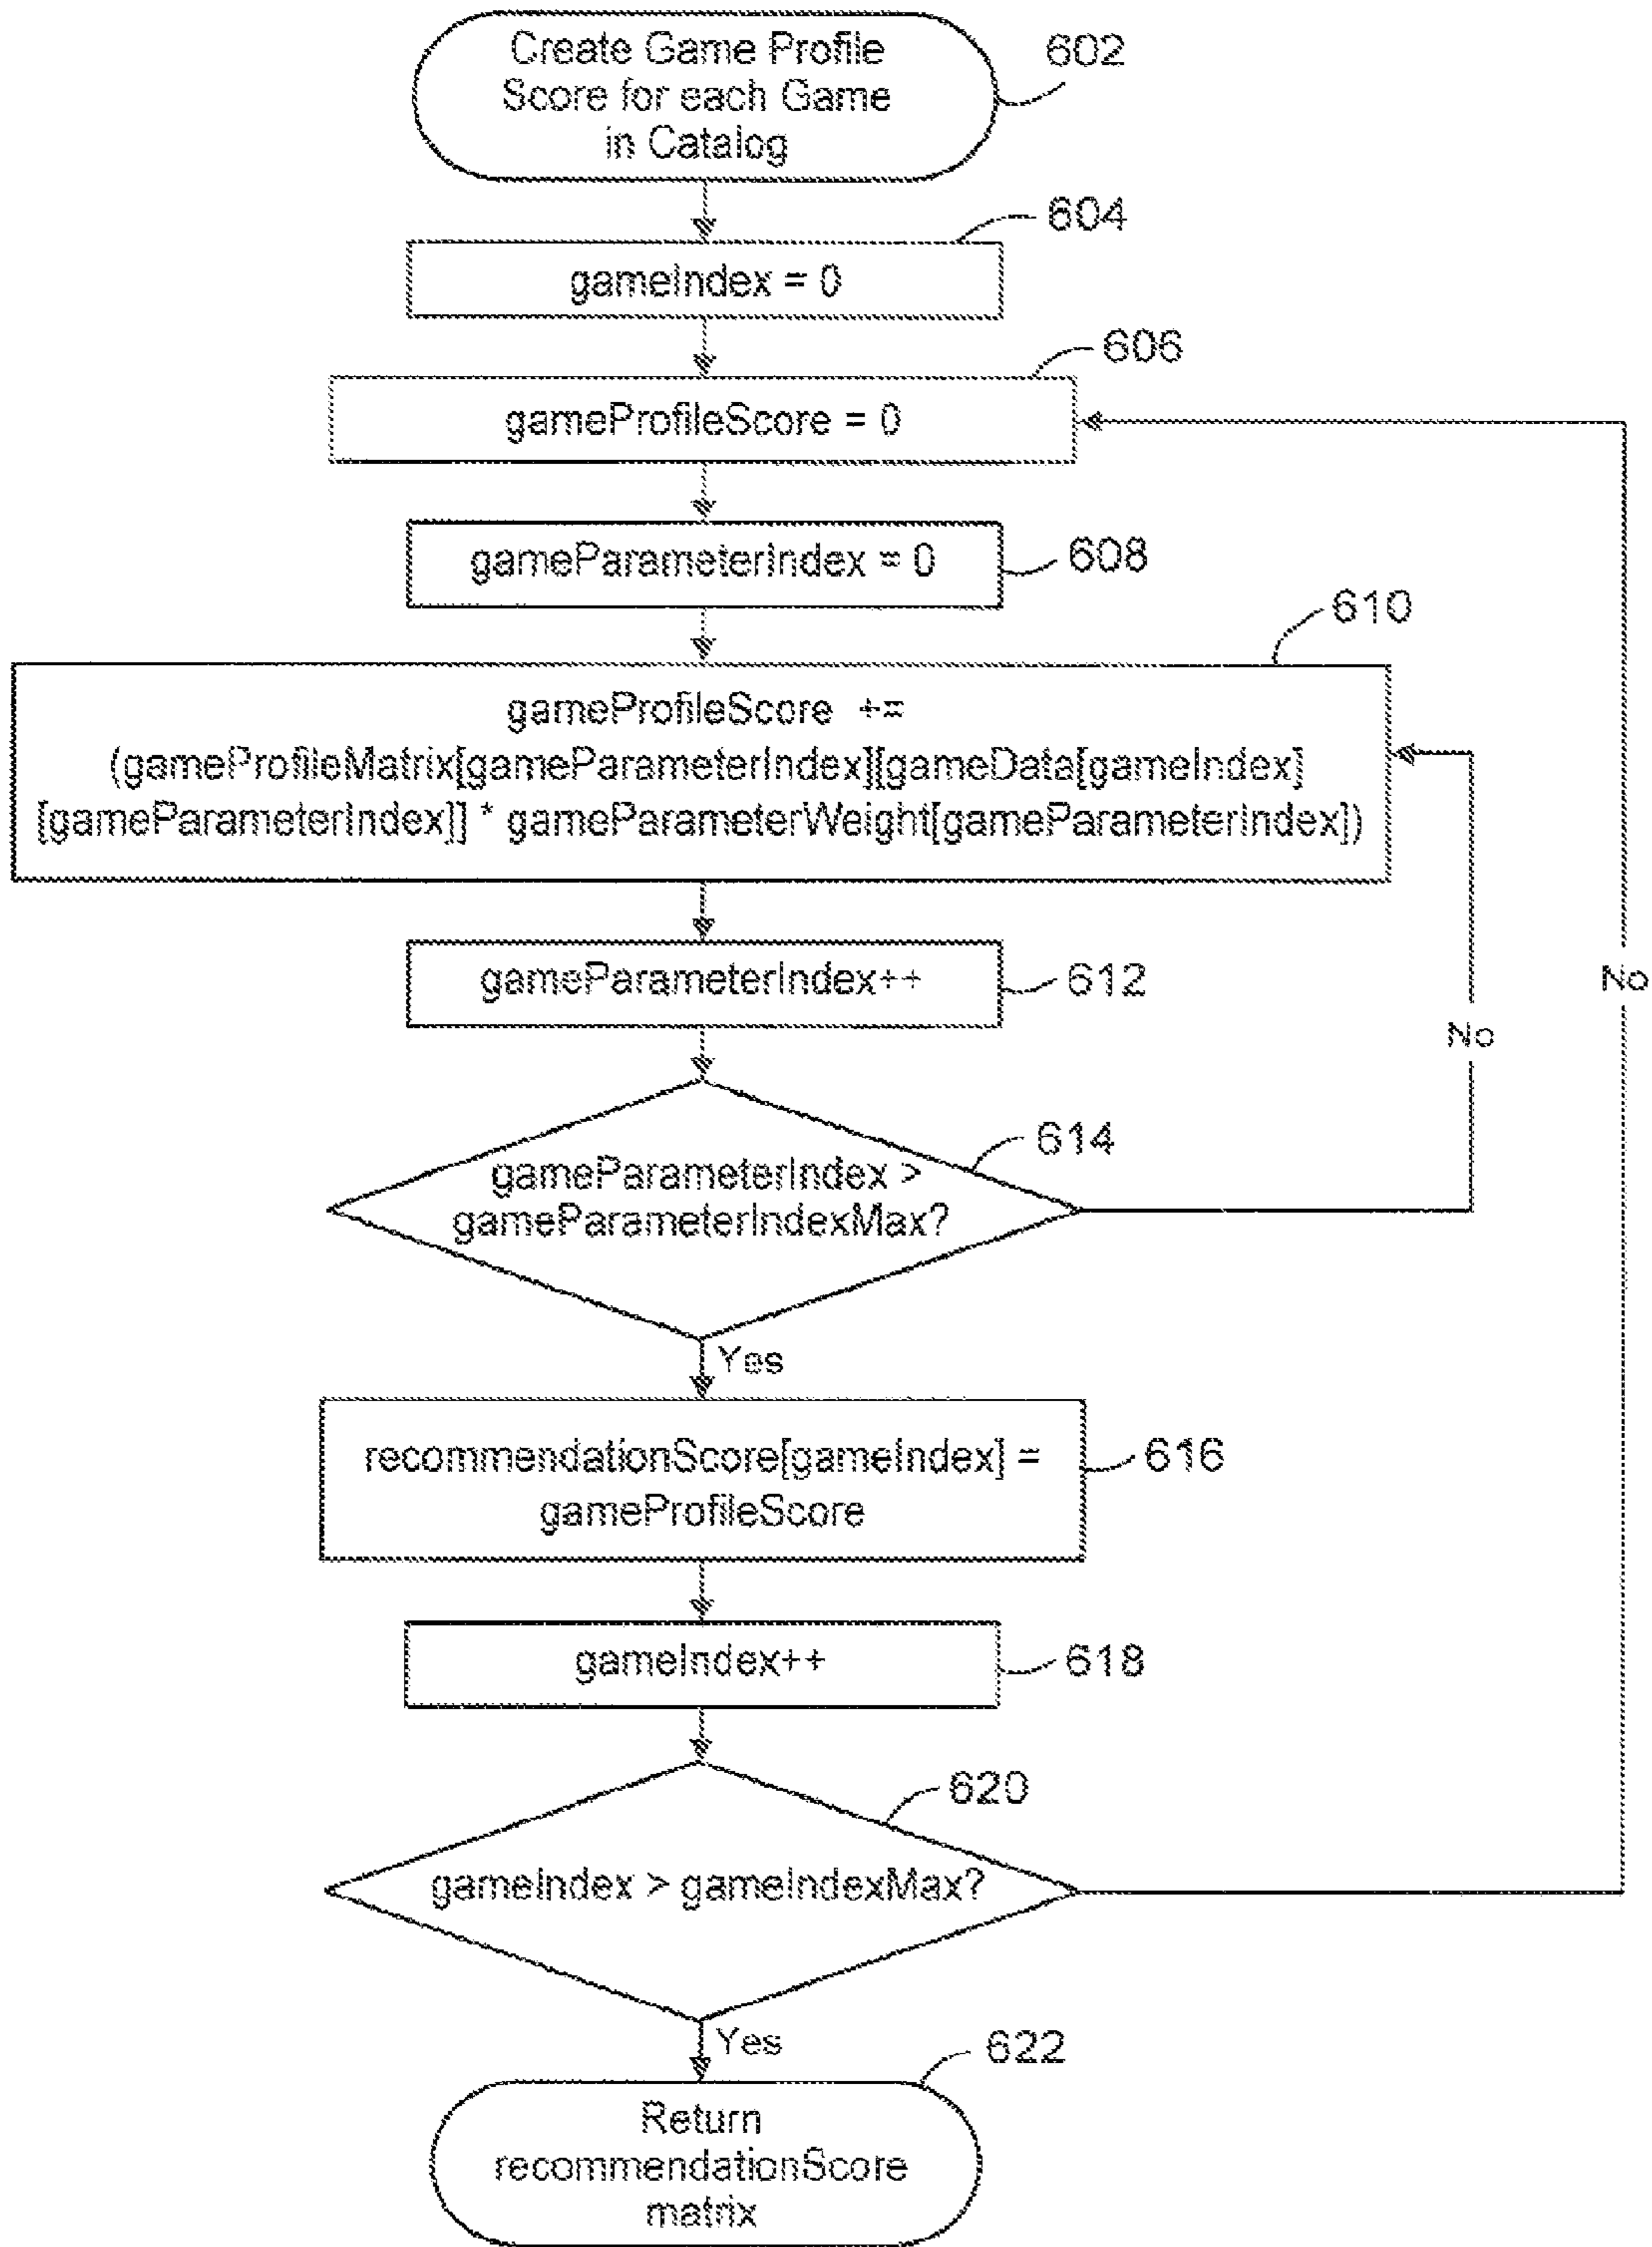 Create Game Profile
Score for each Game
in Catalog
602
604
gameIndex = 0
606
gameProfileScore = 0
gameParameterIndex = 0
608
610
gameProfileScore +=
(gameProfileMatrix[gameParameterIndex][gameData[gameIndex]
[gameParameterIndex]] * gameParameterWeight[gameParameterIndex])
gameParameterIndex++
612
No
No
614
gameParameterIndex >
gameParameterIndexMax?
Yes
recommendationScore[gameIndex] =
gameProfileScore
616
gameIndex++
618
620
gameIndex > gameIndexMax?
Yes
622
Return
recommendationScore
matrix